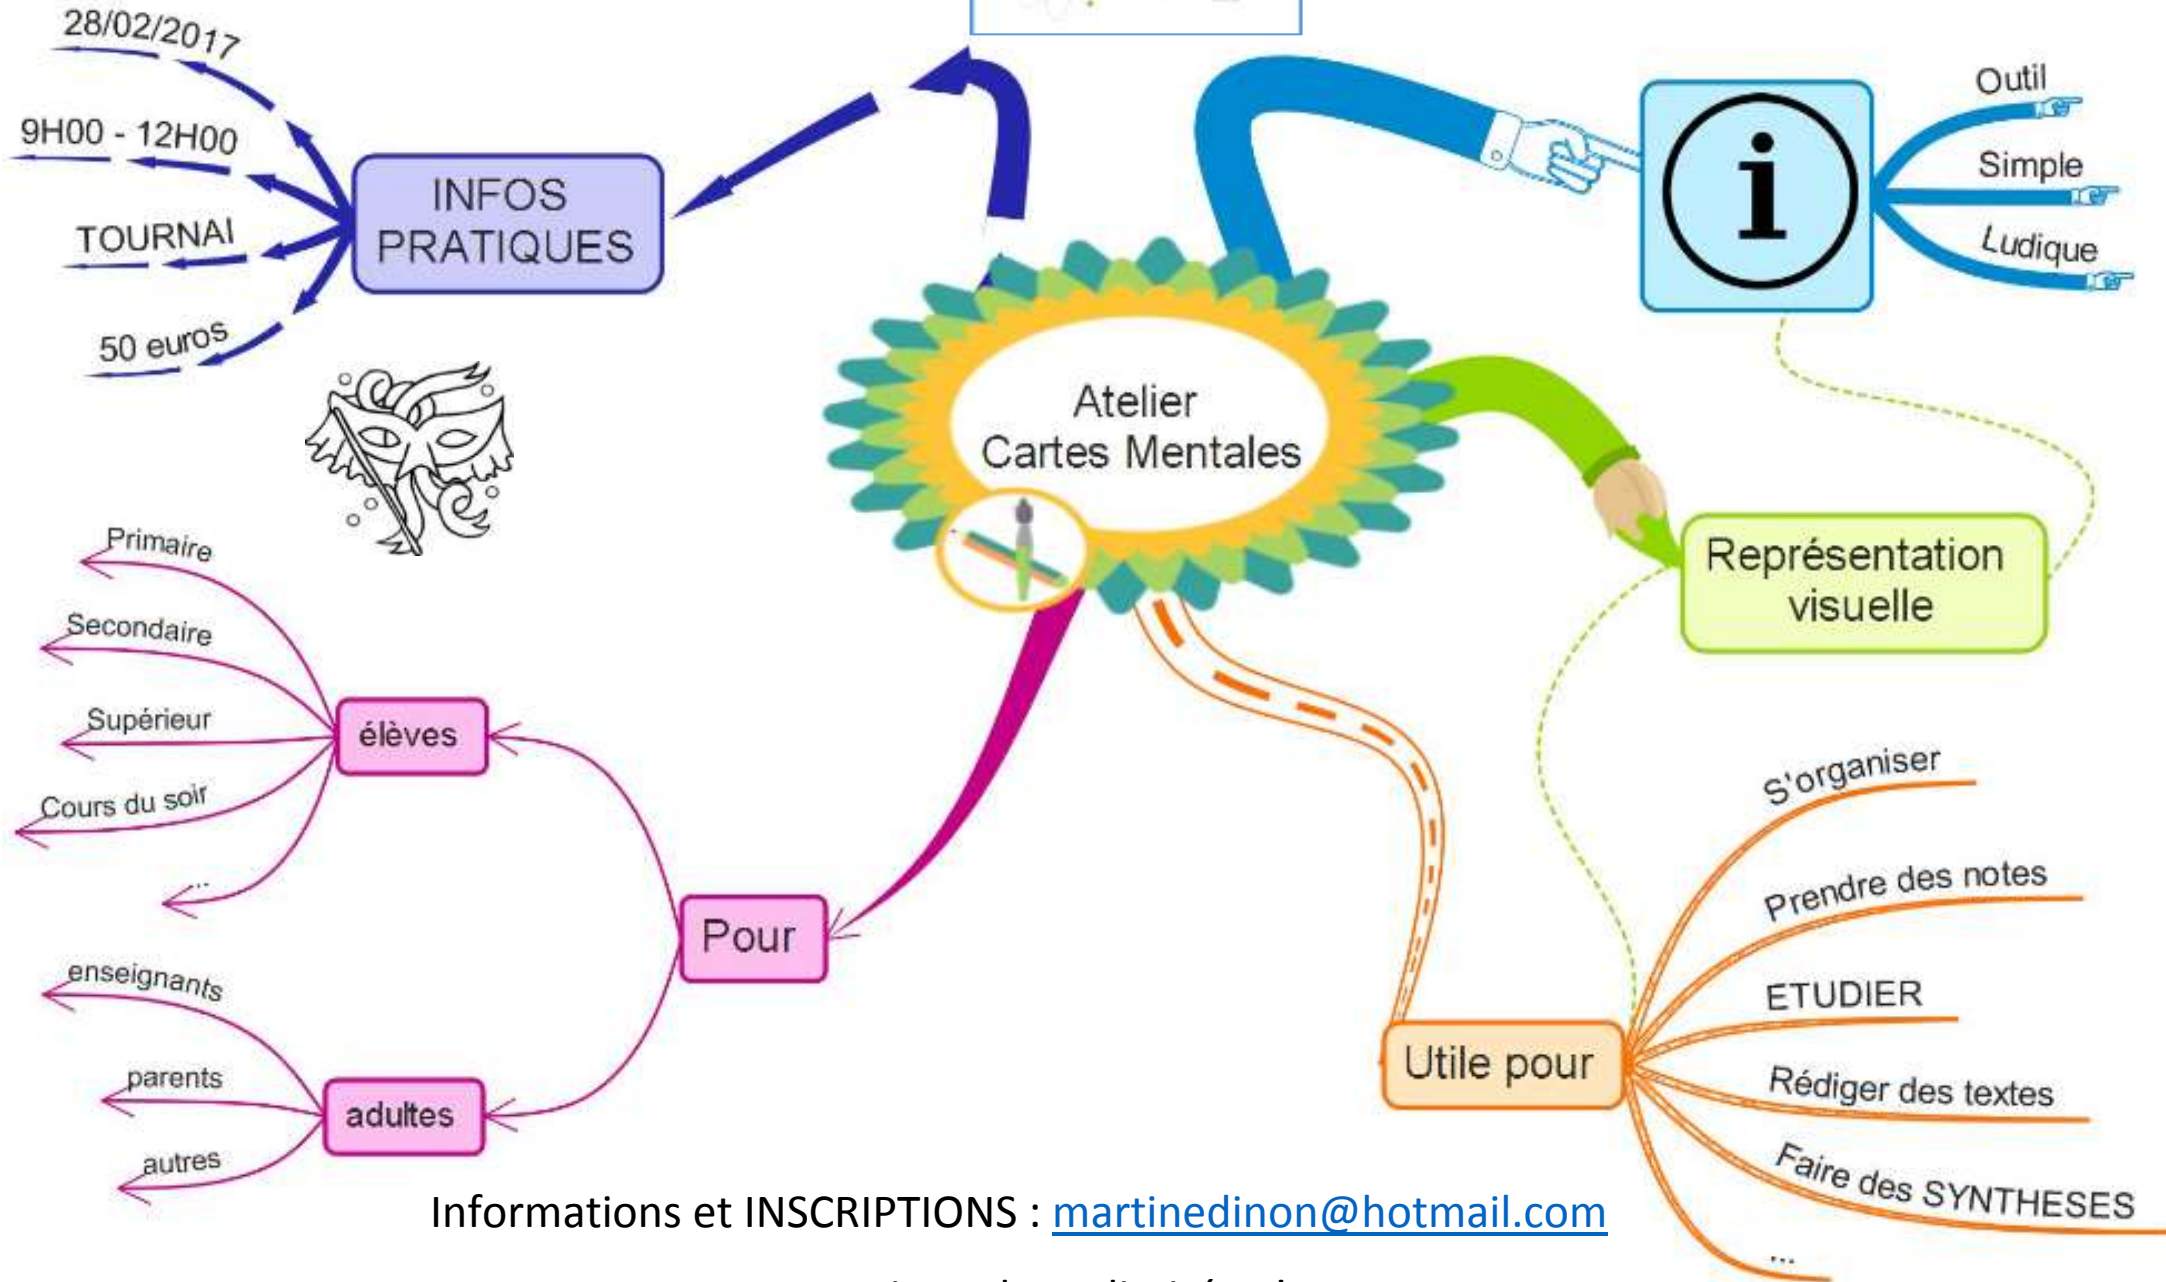 28/02/2017
9H00 - 12H00
TOURNAI
50 euros
INFOS
PRATIQUES
Atelier
Cartes Mentales
i
Outil
Simple
Ludique
Représentation
visuelle
Primaire
Secondaire
Supérieur
Cours du soir
...
élèves
Pour
enseignants
parents
autres
adultes
Utile pour
S'organiser
Prendre des notes
ETUDIER
Rédiger des textes
Faire des SYNTHESES
...
Informations et INSCRIPTIONS : martinedinon@hotmail.com